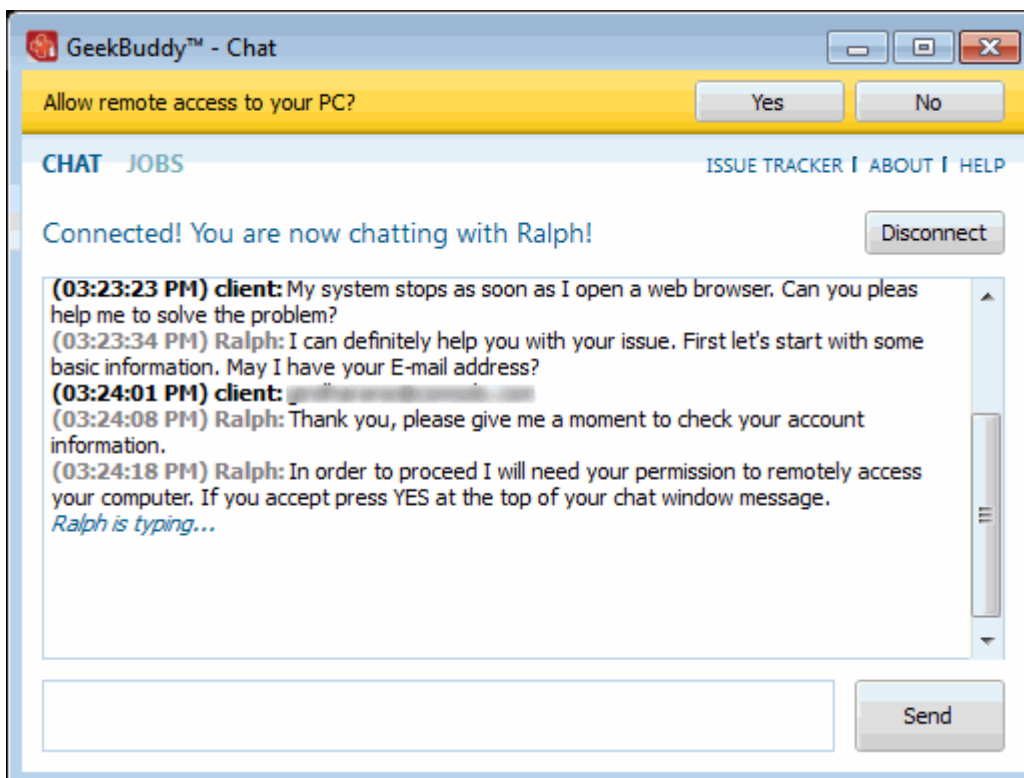 GeekBuddy™ - Chat
Allow remote access to your PC?
Yes
No
CHAT JOBS
ISSUE TRACKER | ABOUT | HELP
Connected! You are now chatting with Ralph!
Disconnect
(03:23:23 PM) client: My system stops as soon as I open a web browser. Can you pleas
help me to solve the problem?
(03:23:34 PM) Ralph: I can definitely help you with your issue. First let's start with some
basic information. May I have your E-mail address?
(03:24:01 PM) client:
(03:24:08 PM) Ralph: Thank you, please give me a moment to check your account
information.
(03:24:18 PM) Ralph: In order to proceed I will need your permission to remotely access
your computer. If you accept press YES at the top of your chat window message.
Ralph is typing...
Send